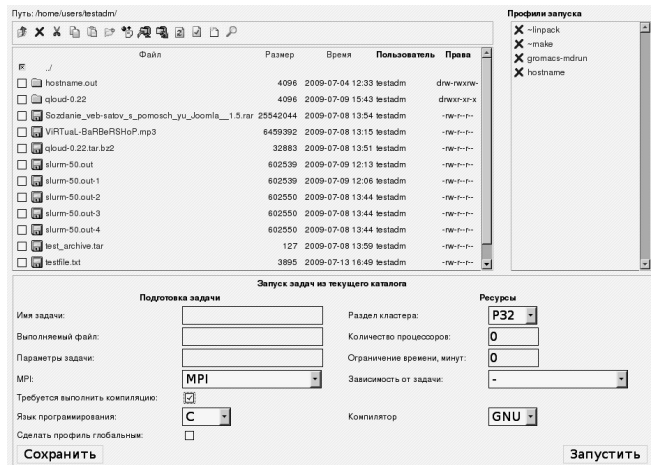 Путь: /home/users/testadm/
Профили запуска
~linpack
~make
gromacs-mdrun
hostname
Файл Размер Время Пользователь Права
../
hostname.out 4096 2009-07-04 12:33 testadm drw-rwxrw-
qloud-0.22 4096 2009-07-09 15:43 testadm drwxr-xr-x
Sozdanie_veb-satov_s_pomosch_yu_Joomla__1.5.rar 25542044 2009-07-08 13:54 testadm -rw-r--r--
ViRTuaL-BaRBeRSHoP.mp3 6459392 2009-07-08 13:15 testadm -rw-r--r--
qloud-0.22.tar.bz2 32883 2009-07-08 13:51 testadm -rw-r--r--
slurm-50.out 602539 2009-07-09 12:13 testadm -rw-r--r--
slurm-50.out-1 602539 2009-07-09 12:06 testadm -rw-r--r--
slurm-50.out-2 602550 2009-07-08 13:44 testadm -rw-r--r--
slurm-50.out-3 602550 2009-07-08 13:44 testadm -rw-r--r--
slurm-50.out-4 602550 2009-07-08 13:44 testadm -rw-r--r--
test_archive.tar 127 2009-07-08 13:59 testadm -rw-r--r--
testfile.txt 3895 2009-07-13 16:49 testadm -rw-r--r--
Запуск задач из текущего каталога
Подготовка задачи Ресурсы
Имя задачи: Раздел кластера: P32
Выполняемый файл: Количество процессоров: 0
Параметры задачи: Ограничение времени, минут: 0
MPI: MPI Зависимость от задачи: -
Требуется выполнить компиляцию:
Язык программирования: C Компилятор GNU
Сделать профиль глобальным:
Сохранить Запустить